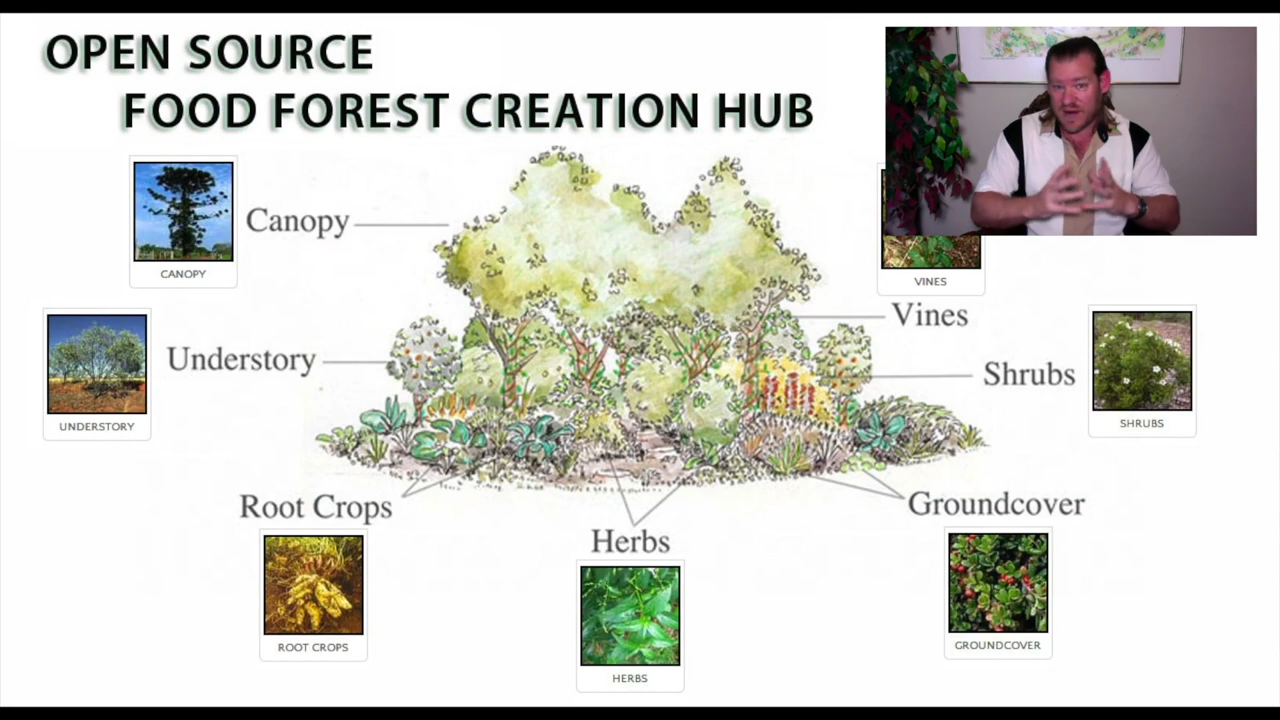 OPEN SOURCE
FOOD FOREST CREATION HUB
CANOPY
Canopy
VINES
Vines
UNDERSTORY
Understory
Shrubs
SHRUBS
Root Crops
ROOT CROPS
Herbs
HERBS
Groundcover
GROUNDCOVER